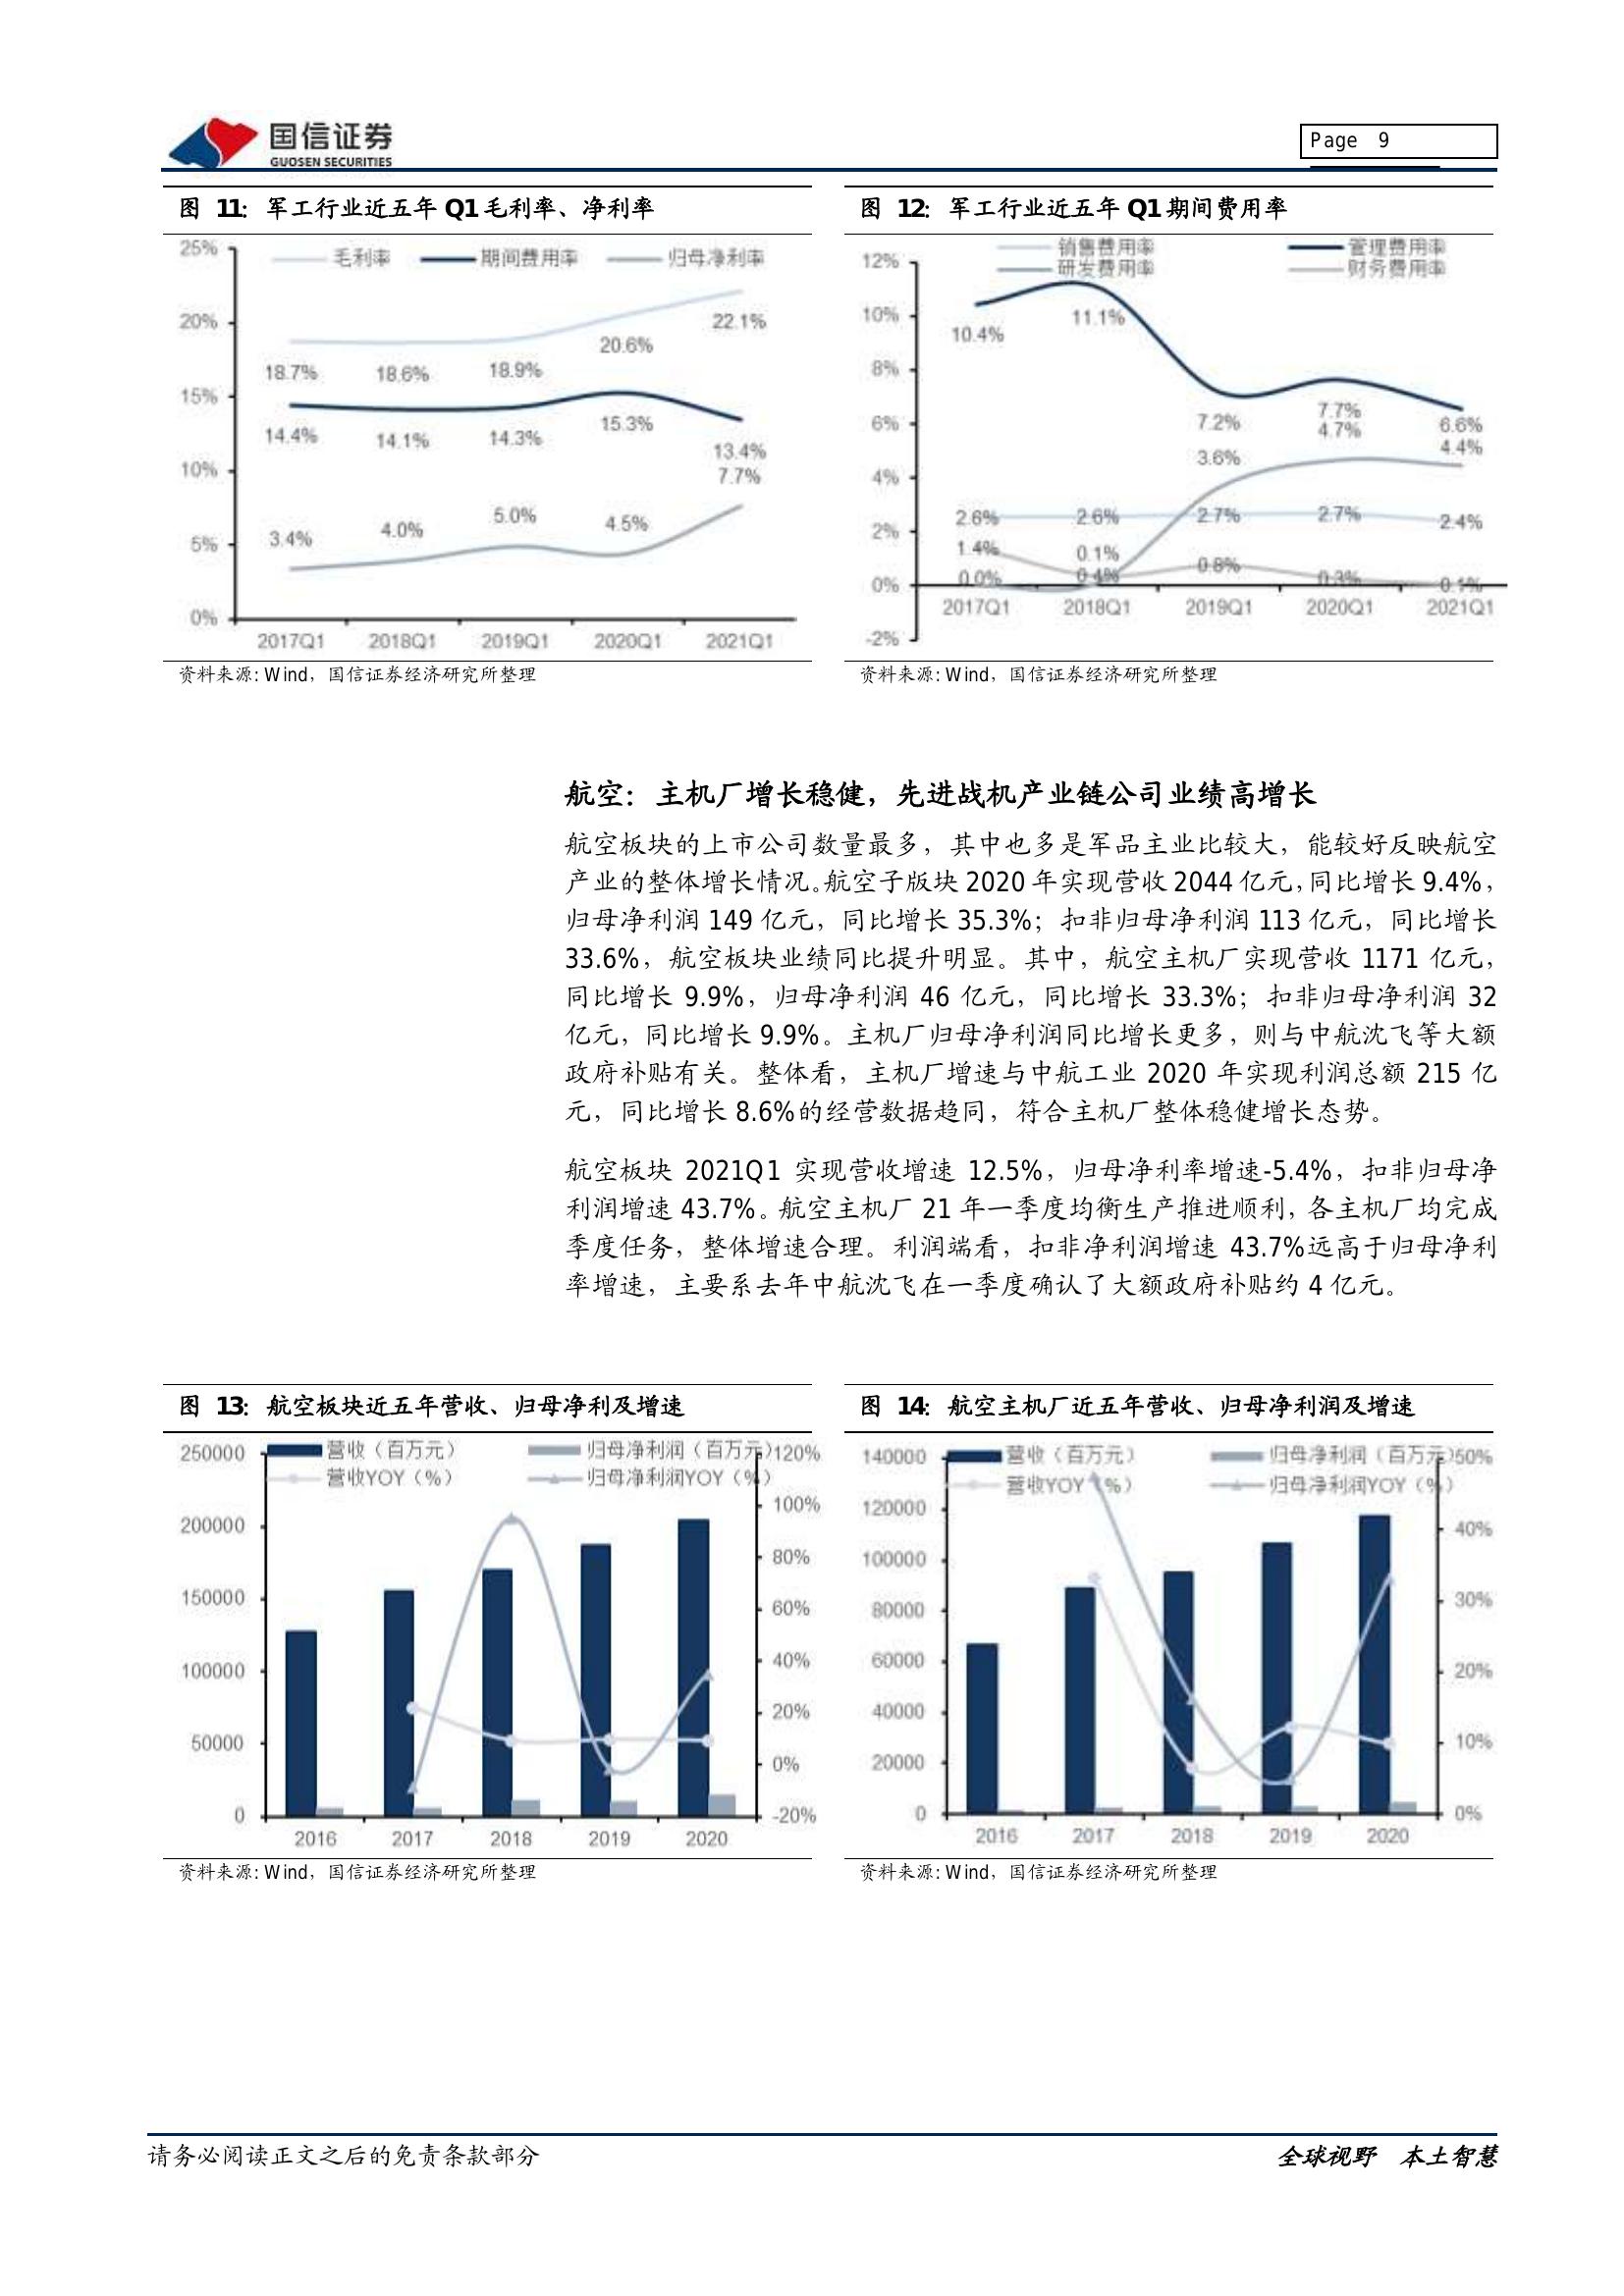 国信证券
GUOSEN SECURITIES
Page 9
图 11：军工行业近五年 Q1 毛利率、净利率
25%
毛利率 期间费用率 归母净利率
20%
15%
10%
5%
0%
22.1%
20.6%
18.7% 18.6% 18.9%
14.4% 14.1% 14.3% 15.3% 13.4%
7.7%
3.4% 4.0% 5.0% 4.5%
2017Q1 2018Q1 2019Q1 2020Q1 2021Q1
资料来源: Wind，国信证券经济研究所整理
图 12：军工行业近五年 Q1 期间费用率
销售费用率 管理费用率
研发费用率 财务费用率
12%
10%
8%
6%
4%
2%
0%
-2%
10.4% 11.1% 7.2% 7.7% 6.6%
3.6% 4.7% 4.4%
2.6% 2.6% 2.7% 2.7% 2.4%
1.4% 0.1% 0.8% 0.3% 0.1%
0.0% 0.4%
2017Q1 2018Q1 2019Q1 2020Q1 2021Q1
资料来源: Wind，国信证券经济研究所整理
航空：主机厂增长稳健，先进战机产业链公司业绩高增长
航空板块的上市公司数量最多，其中也多是军品主业比较大，能较好反映航空
产业的整体增长情况。航空子版块 2020 年实现营收 2044 亿元，同比增长 9.4%，
归母净利润 149 亿元，同比增长 35.3%；扣非归母净利润 113 亿元，同比增长
33.6%，航空板块业绩同比提升明显。其中，航空主机厂实现营收 1171 亿元，
同比增长 9.9%，归母净利润 46 亿元，同比增长 33.3%；扣非归母净利润 32
亿元，同比增长 9.9%。主机厂归母净利润同比增长更多，则与中航沈飞等大额
政府补贴有关。整体看，主机厂增速与中航工业 2020 年实现利润总额 215 亿
元，同比增长 8.6%的经营数据趋同，符合主机厂整体稳健增长态势。
航空板块 2021Q1 实现营收增速 12.5%，归母净利率增速-5.4%，扣非归母净
利润增速 43.7%。航空主机厂 21 年一季度均衡生产推进顺利，各主机厂均完成
季度任务，整体增速合理。利润端看，扣非净利润增速 43.7%远高于归母净利
率增速，主要系去年中航沈飞在一季度确认了大额政府补贴约 4 亿元。
图 13：航空板块近五年营收、归母净利及增速
营收（百万元） 归母净利润（百万元）
营收YOY（%） 归母净利润YOY（%）
250000
200000
150000
100000
50000
0
120%
100%
80%
60%
40%
20%
0%
-20%
2016 2017 2018 2019 2020
资料来源: Wind，国信证券经济研究所整理
图 14：航空主机厂近五年营收、归母净利润及增速
营收（百万元） 归母净利润（百万元）
营收YOY（%） 归母净利润YOY（%）
140000
120000
100000
80000
60000
40000
20000
0
50%
40%
30%
20%
10%
0%
2016 2017 2018 2019 2020
资料来源: Wind，国信证券经济研究所整理
请务必阅读正文之后的免责条款部分
全球视野 本土智慧